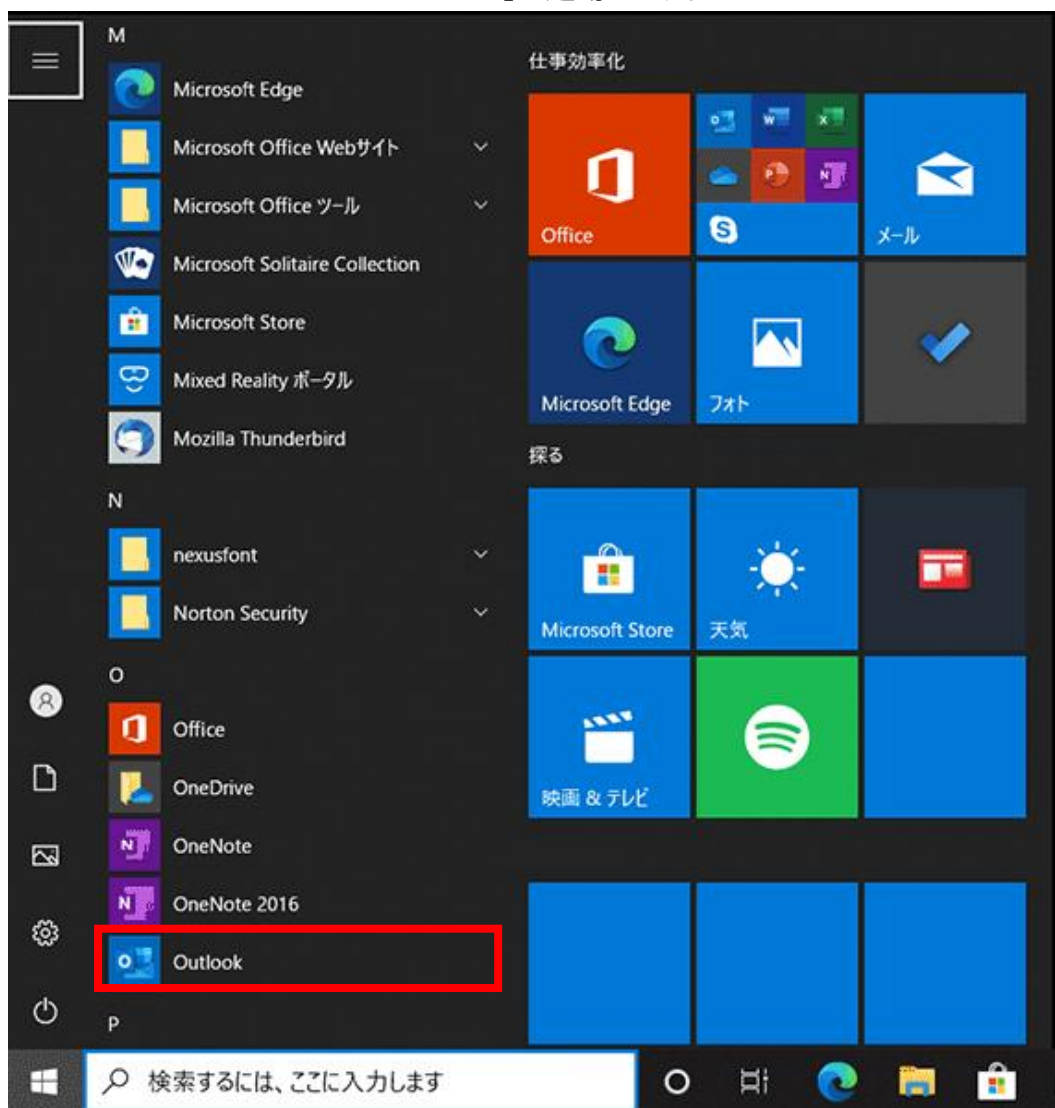 M
Microsoft Edge
Microsoft Office Webサイト
Microsoft Office ツール
Microsoft Solitaire Collection
Microsoft Store
Mixed Reality ポータル
Mozilla Thunderbird
N
nexusfont
Norton Security
O
Office
OneDrive
OneNote
OneNote 2016
Outlook
P
仕事効率化
Office
メール
Microsoft Edge
フォト
探る
Microsoft Store
天気
映画 & テレビ
検索するには、ここに入力します